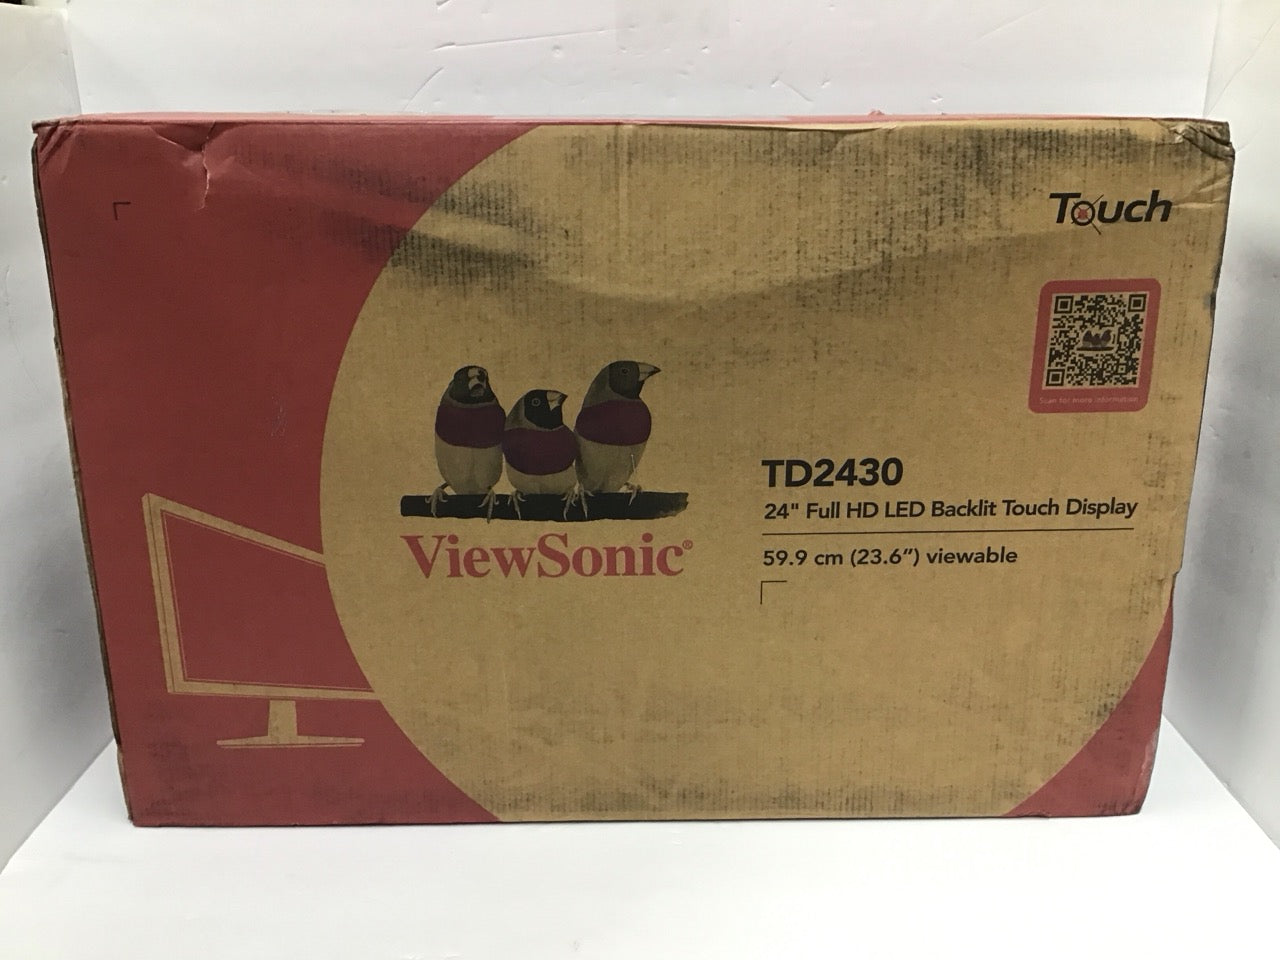 Touch
Scan for more information
TD2430
24" Full HD LED Backlit Touch Display
ViewSonic®
59.9 cm (23.6″) viewable